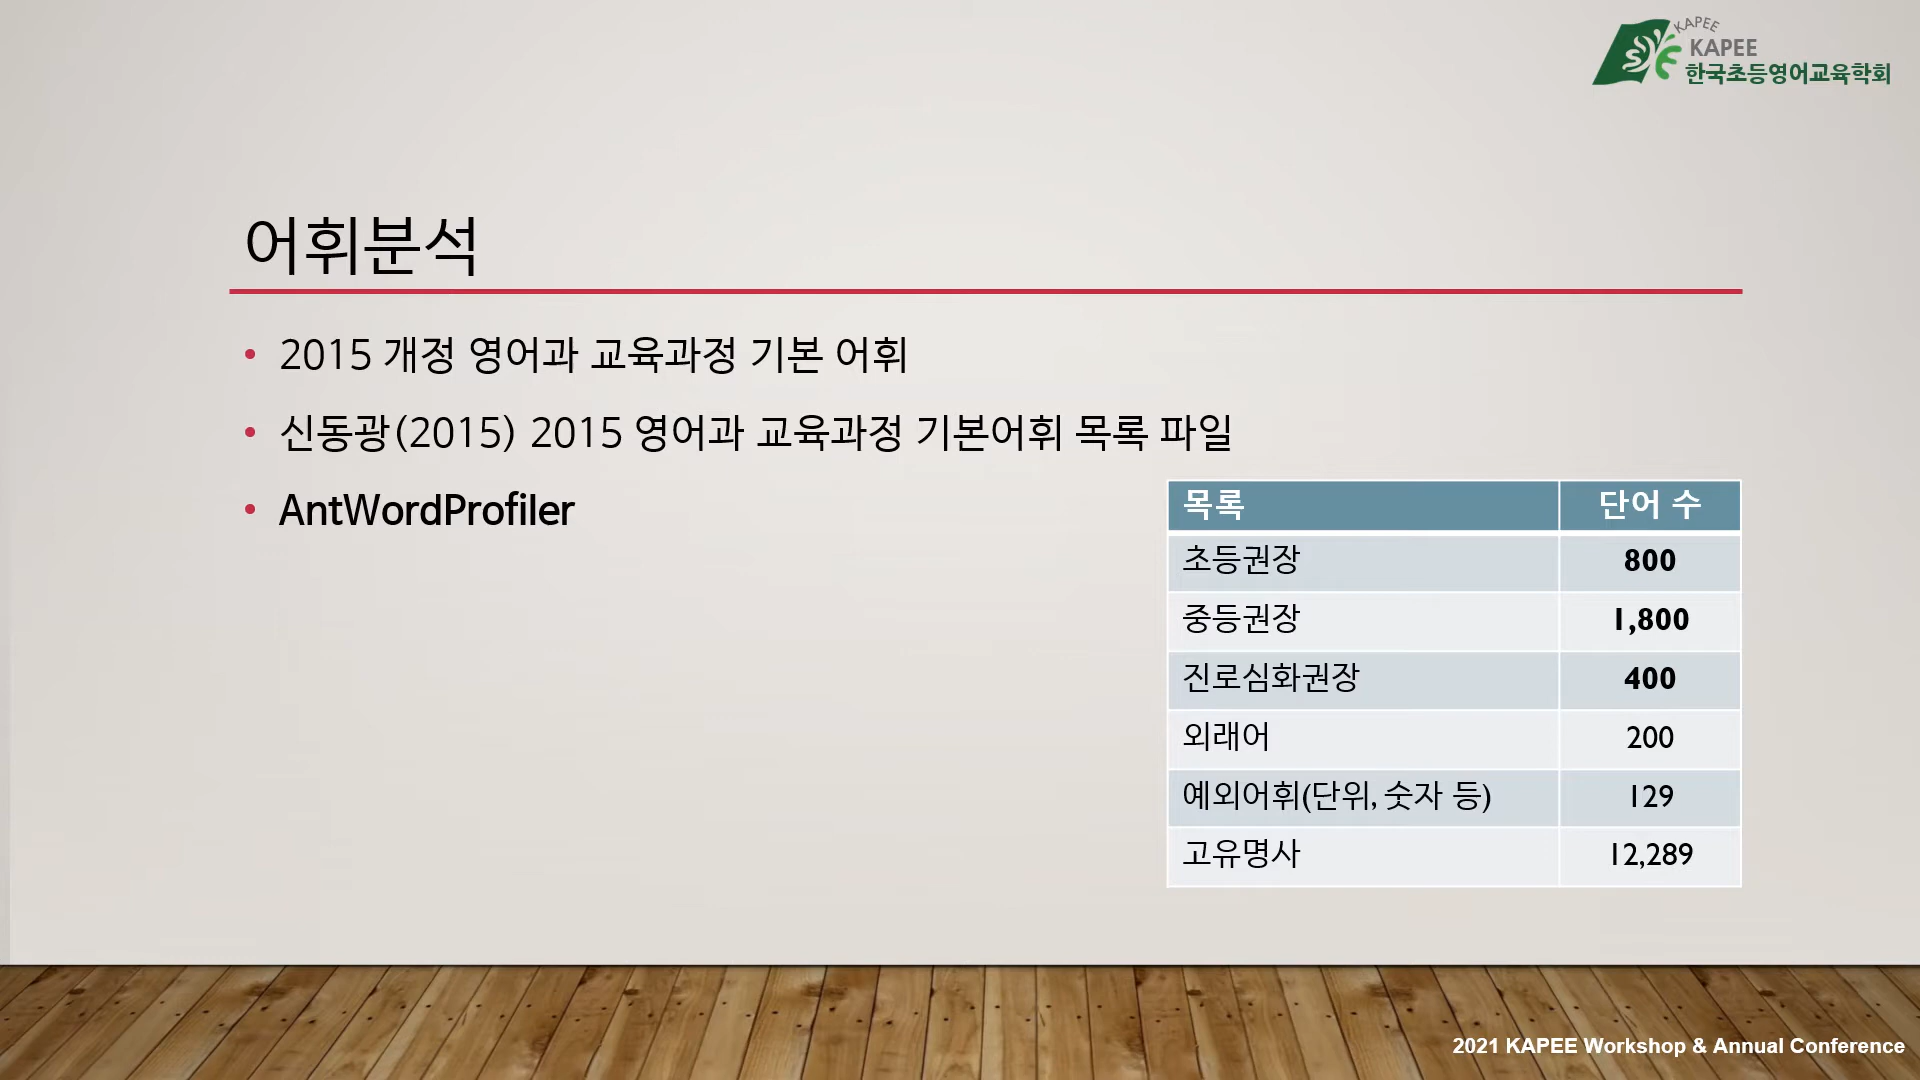 KAPEE
KAPEE
한국초등영어교육학회
어휘분석
• 2015 개정 영어과 교육과정 기본 어휘
• 신동광(2015) 2015 영어과 교육과정 기본어휘 목록 파일
• AntWordProfiler
목록 단어 수
초등권장 800
중등권장 1,800
진로심화권장 400
외래어 200
예외어휘(단위, 숫자 등) 129
고유명사 12,289
2021 KAPEE Workshop & Annual Conference